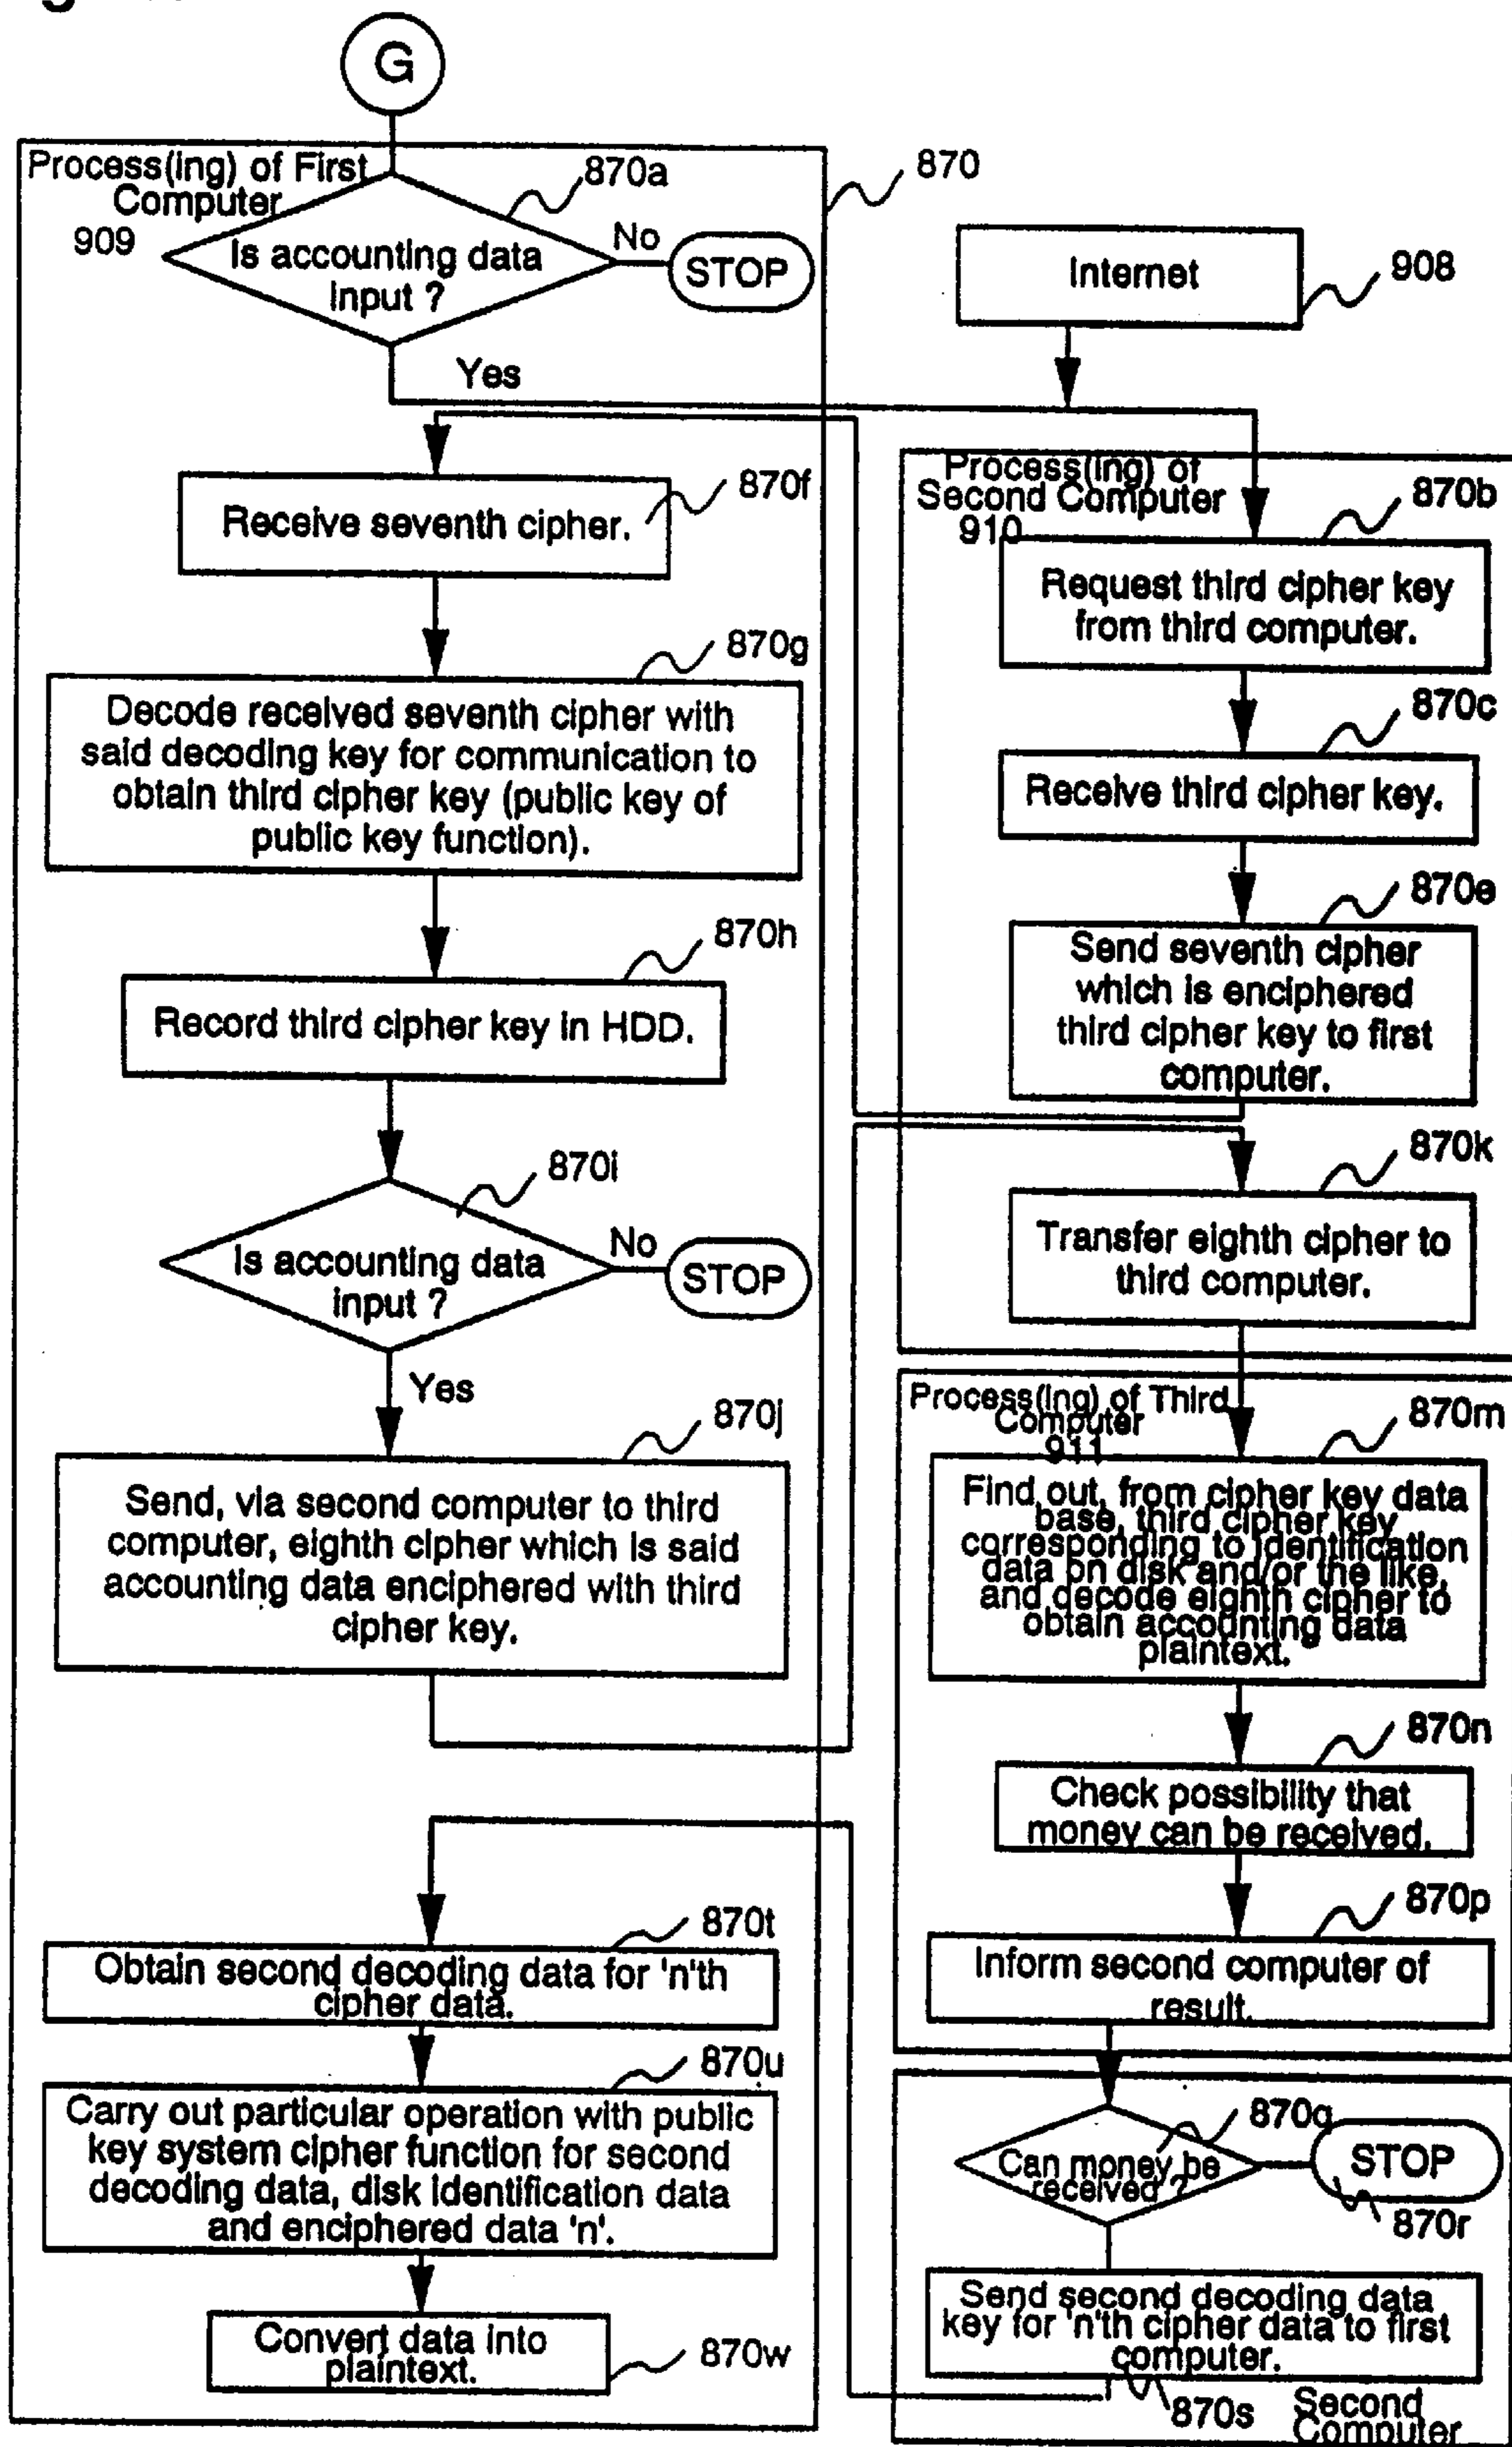 G
Process(ing) of First
Computer
909
870a
870
Is accounting data
input ?
No
STOP
Yes
Internet
908
Receive seventh cipher.
870f
870g
Decode received seventh cipher with
said decoding key for communication to
obtain third cipher key (public key of
public key function).
870h
Record third cipher key in HDD.
870i
Is accounting data
input ?
No
STOP
Yes
870j
Send, via second computer to third
computer, eighth cipher which is said
accounting data enciphered with third
cipher key.
870t
Obtain second decoding data for 'n'th
cipher data.
870u
Carry out particular operation with public
key system cipher function for second
decoding data, disk identification data
and enciphered data 'n'.
Convert data into
plaintext.
870w
Process(ing) of
Second Computer
910
870b
Request third cipher key
from third computer.
870c
Receive third cipher key.
870e
Send seventh cipher
which is enciphered
third cipher key to first
computer.
870k
Transfer eighth cipher to
third computer.
Process(ing) of Third
Computer
911
870m
Find out, from cipher key data
base, third cipher key
corresponding to identification
data on disk and/or the like,
and decode eighth cipher to
obtain accounting data
plaintext.
870n
Check possibility that
money can be received.
870p
Inform second computer of
result.
870q
Can money be
received ?
STOP
870r
Send second decoding data
key for 'n'th cipher data to first
computer.
870s
Second
Computer